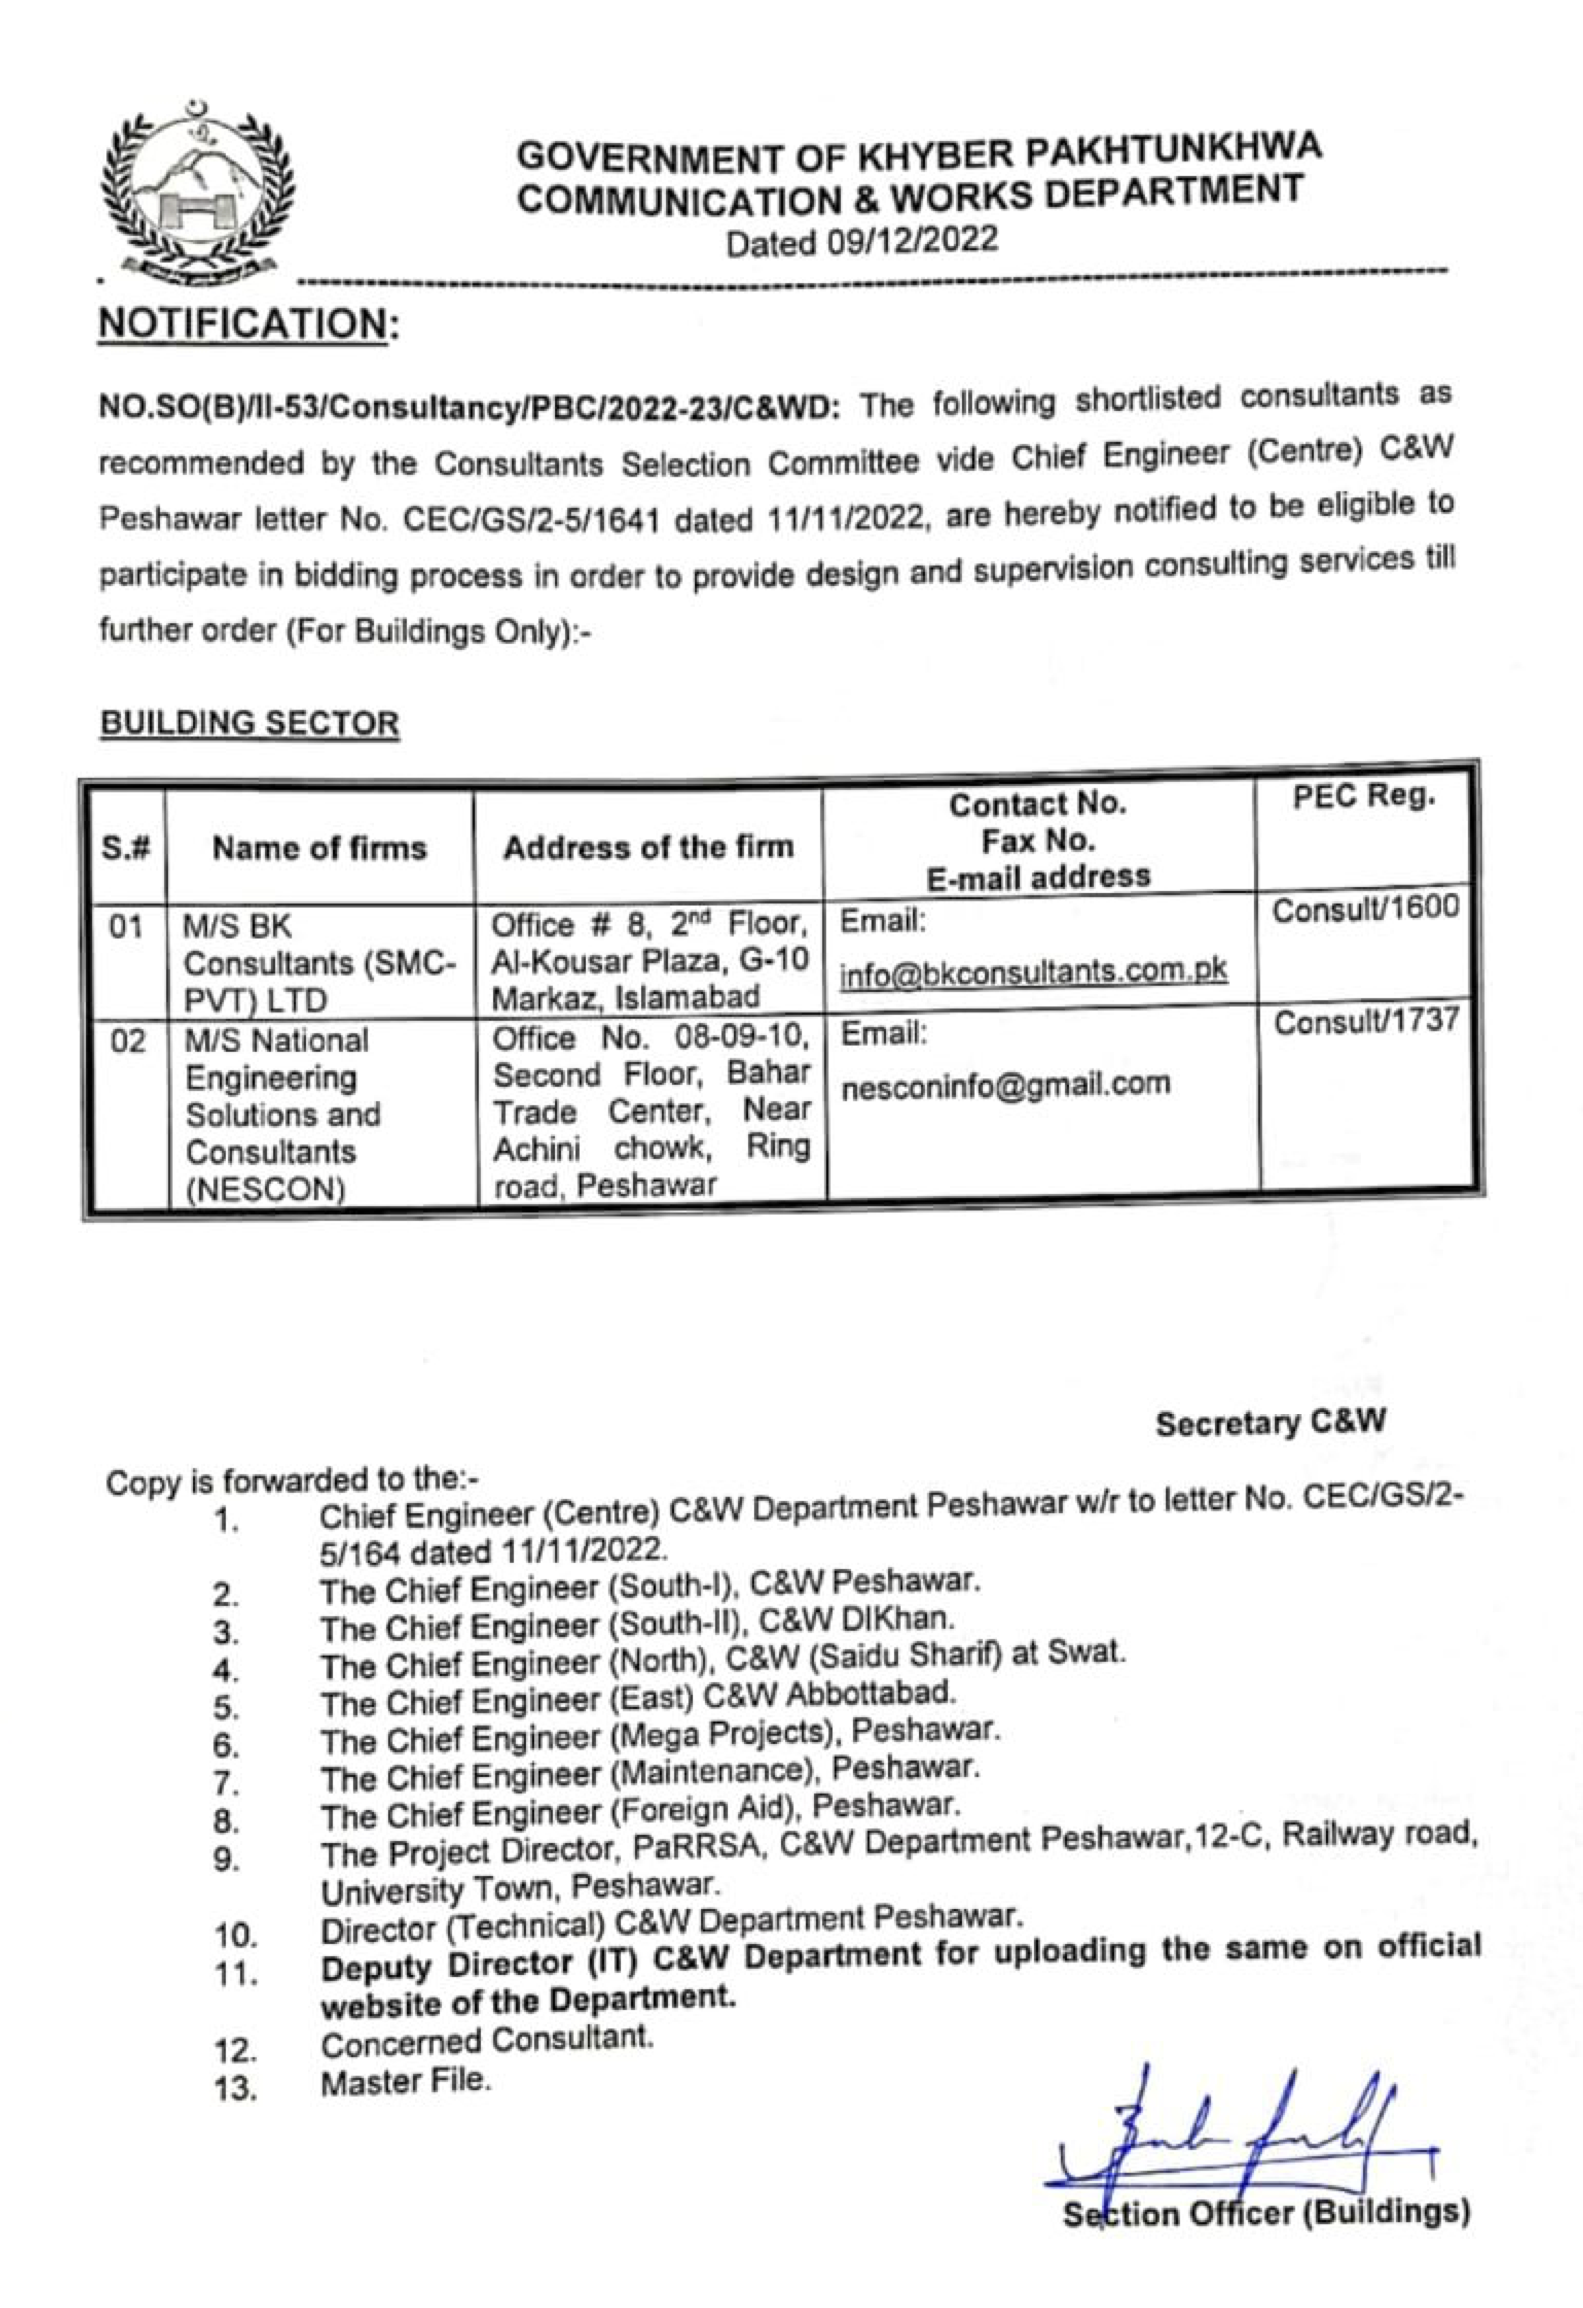 GOVERNMENT OF KHYBER PAKHTUNKHWA
COMMUNICATION & WORKS DEPARTMENT
Dated 09/12/2022
NOTIFICATION:
NO.SO(B)/II-53/Consultancy/PBC/2022-23/C&WD: The following shortlisted consultants as
recommended by the Consultants Selection Committee vide Chief Engineer (Centre) C&W
Peshawar letter No. CEC/GS/2-5/1641 dated 11/11/2022, are hereby notified to be eligible to
participate in bidding process in order to provide design and supervision consulting services till
further order (For Buildings Only):-
BUILDING SECTOR
S.#
Name of firms
Address of the firm
Contact No.
Fax No.
E-mail address
PEC Reg.
01
M/S BK
Consultants (SMC-
PVT) LTD
Office # 8, 2nd Floor,
Al-Kousar Plaza, G-10
Markaz, Islamabad
Email:
info@bkconsultants.com.pk
Consult/1600
02
M/S National
Engineering
Solutions and
Consultants
(NESCON)
Office No. 08-09-10,
Second Floor, Bahar
Trade Center, Near
Achini chowk, Ring
road, Peshawar
Email:
nesconinfo@gmail.com
Consult/1737
Secretary C&W
Copy is forwarded to the:-
1. Chief Engineer (Centre) C&W Department Peshawar w/r to letter No. CEC/GS/2-
5/164 dated 11/11/2022.
2. The Chief Engineer (South-I), C&W Peshawar.
3. The Chief Engineer (South-II), C&W DIKhan.
4. The Chief Engineer (North), C&W (Saidu Sharif) at Swat.
5. The Chief Engineer (East) C&W Abbottabad.
6. The Chief Engineer (Mega Projects), Peshawar.
7. The Chief Engineer (Maintenance), Peshawar.
8. The Chief Engineer (Foreign Aid), Peshawar.
9. The Project Director, PaRRSA, C&W Department Peshawar,12-C, Railway road,
University Town, Peshawar.
10. Director (Technical) C&W Department Peshawar.
11. Deputy Director (IT) C&W Department for uploading the same on official
website of the Department.
12. Concerned Consultant.
13. Master File.
Section Officer (Buildings)